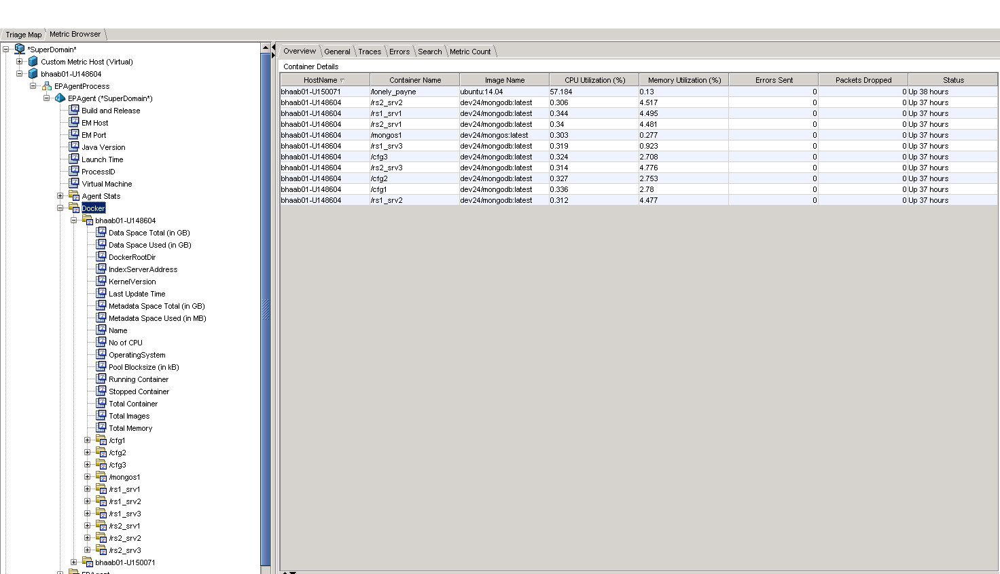 Triage Map Metric Browser
*SuperDomain*
Custom Metric Host (Virtual)
bhaab01-U148604
EPAgentProcess
EPAgent (*SuperDomain*)
Build and Release
EM Host
EM Port
Java Version
Launch Time
ProcessID
Virtual Machine
Agent Stats
Docker
bhaab01-U148604
Data Space Total (in GB)
Data Space Used (in GB)
DockerRootDir
IndexServerAddress
KernelVersion
Last Update Time
Metadata Space Total (in GB)
Metadata Space Used (in MB)
Name
No of CPU
OperatingSystem
Pool Blocksize (in kB)
Running Container
Stopped Container
Total Container
Total Images
Total Memory
/cfg1
/cfg2
/cfg3
/mongos1
/rs1_srv1
/rs1_srv2
/rs1_srv3
/rs2_srv1
/rs2_srv2
/rs2_srv3
bhaab01-U150071
EPAgent
Overview General Traces Errors Search Metric Count
Container Details
HostName Container Name Image Name CPU Utilization (%) Memory Utilization (%) Errors Sent Packets Dropped Status
bhaab01-U150071 /lonely_payne ubuntu:14.04 57.184 0.13 0 0 Up 38 hours
bhaab01-U148604 /rs2_srv2 dev24/mongodb:latest 0.306 4.517 0 0 Up 37 hours
bhaab01-U148604 /rs1_srv1 dev24/mongodb:latest 0.344 4.495 0 0 Up 37 hours
bhaab01-U148604 /rs2_srv1 dev24/mongodb:latest 0.34 4.481 0 0 Up 37 hours
bhaab01-U148604 /mongos1 dev24/mongos:latest 0.303 0.277 0 0 Up 37 hours
bhaab01-U148604 /rs1_srv3 dev24/mongodb:latest 0.319 0.923 0 0 Up 37 hours
bhaab01-U148604 /cfg3 dev24/mongodb:latest 0.324 2.708 0 0 Up 37 hours
bhaab01-U148604 /rs2_srv3 dev24/mongodb:latest 0.314 4.776 0 0 Up 37 hours
bhaab01-U148604 /cfg2 dev24/mongodb:latest 0.327 2.753 0 0 Up 37 hours
bhaab01-U148604 /cfg1 dev24/mongodb:latest 0.336 2.78 0 0 Up 37 hours
bhaab01-U148604 /rs1_srv2 dev24/mongodb:latest 0.312 4.477 0 0 Up 37 hours